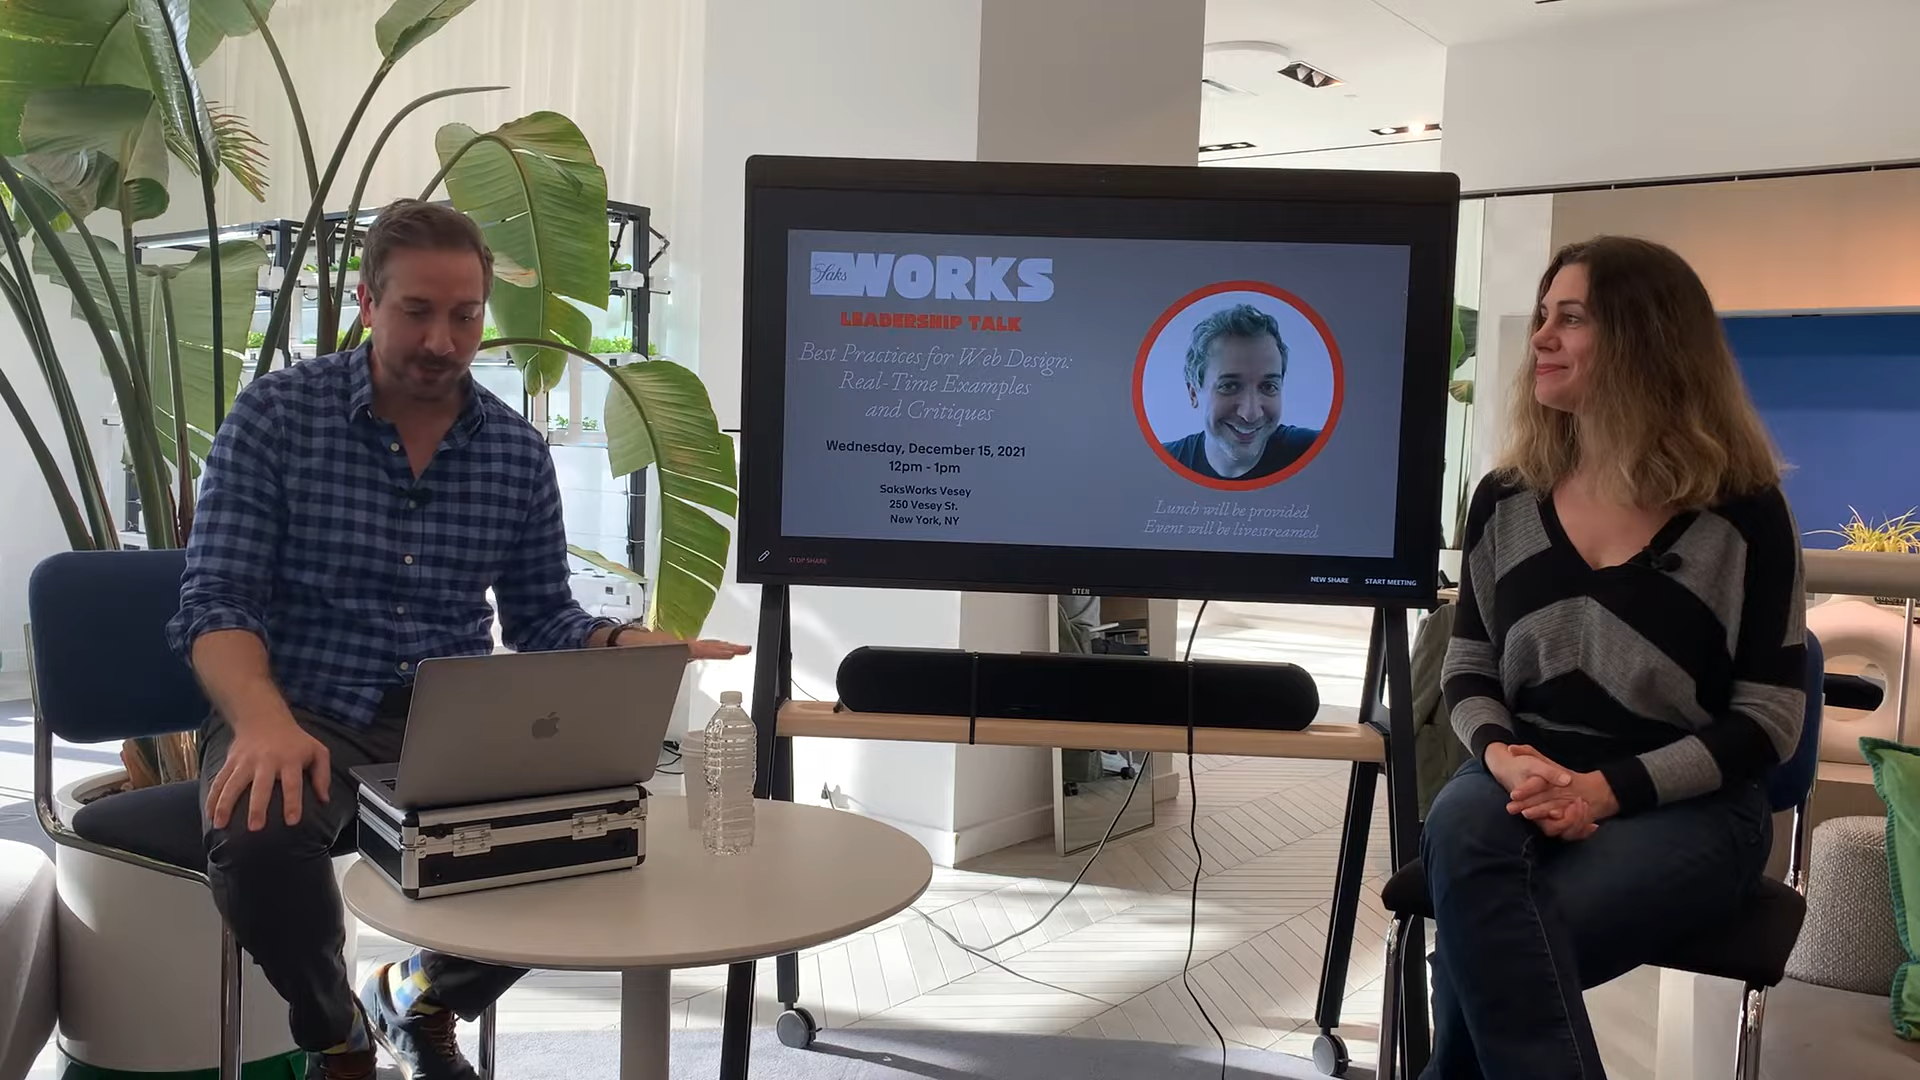 Saks WORKS
LEADERSHIP TALK
Best Practices for Web Design:
Real-Time Examples
and Critiques
Wednesday, December 15, 2021
12pm - 1pm
SaksWorks Vesey
250 Vesey St.
New York, NY
Lunch will be provided
Event will be livestreamed
STOP SHARE
NEW SHARE
START MEETING
DTEN